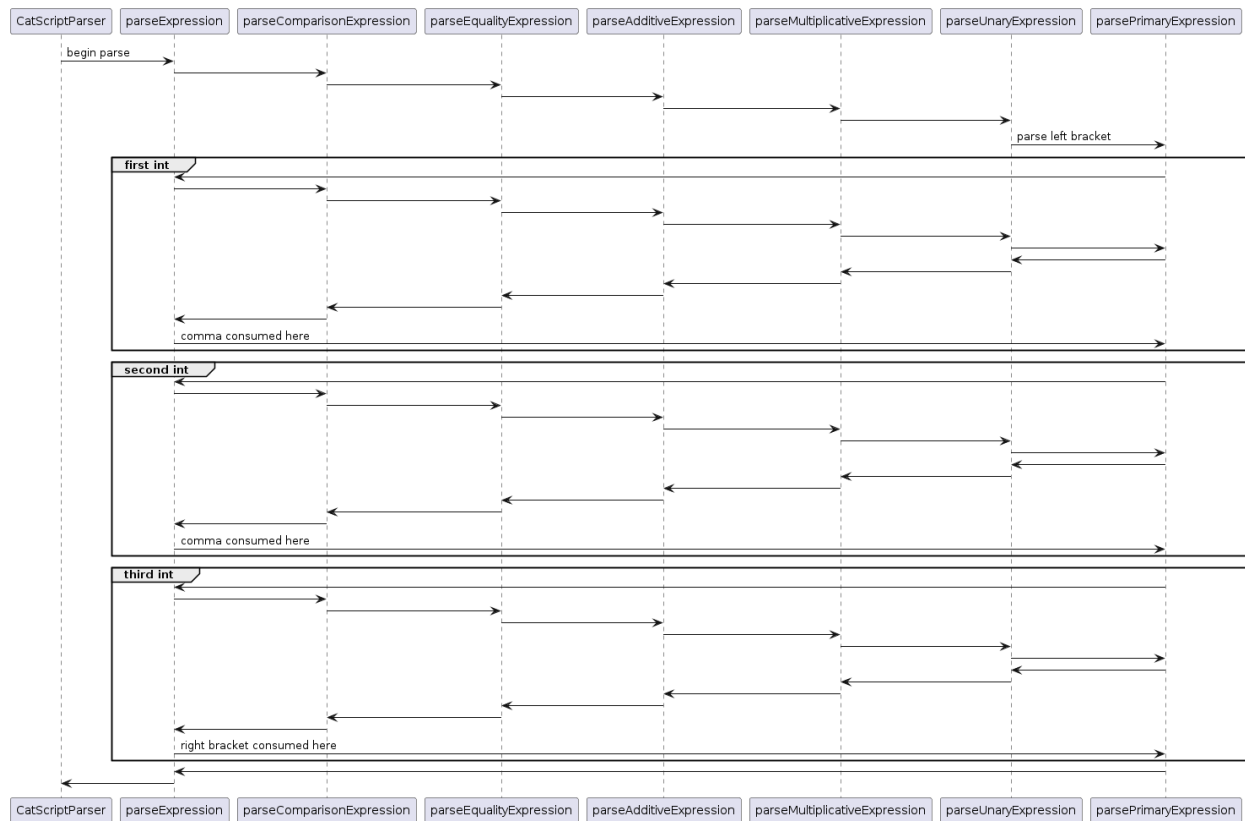 CatScriptParser parseExpression parseComparisonExpression parseEqualityExpression parseAdditiveExpression parseMultiplicativeExpression parseUnaryExpression parsePrimaryExpression
begin parse
parse left bracket
first int
comma consumed here
second int
comma consumed here
third int
right bracket consumed here
CatScriptParser parseExpression parseComparisonExpression parseEqualityExpression parseAdditiveExpression parseMultiplicativeExpression parseUnaryExpression parsePrimaryExpression